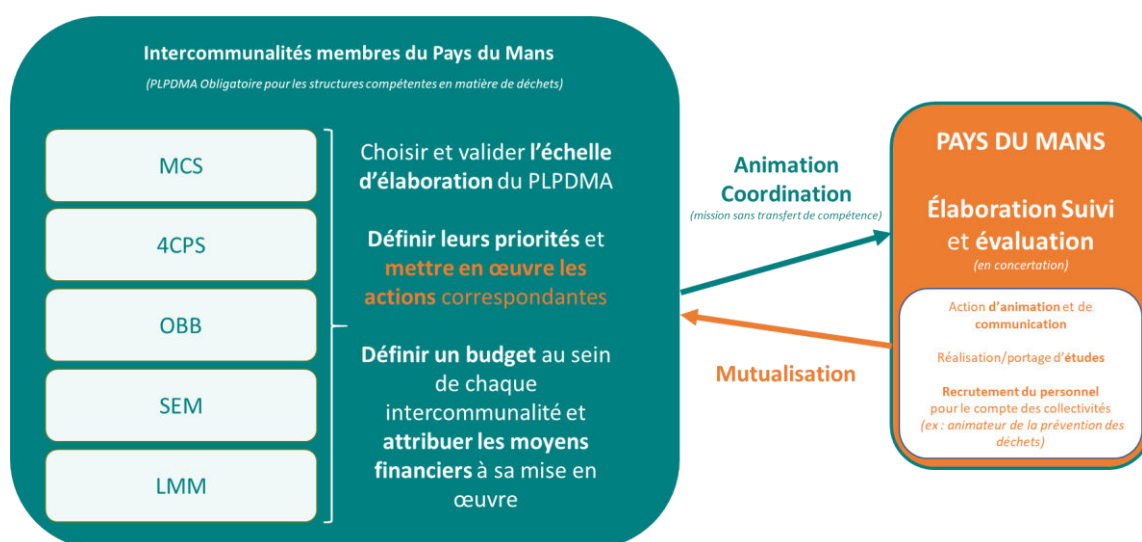 Intercommunalités membres du Pays du Mans
(PLPDMA Obligatoire pour les structures compétentes en matière de déchets)
MCS
4CPS
OBB
SEM
LMM
Choisir et valider l'échelle
d'élaboration du PLPDMA
Définir leurs priorités et
mettre en œuvre les
actions correspondantes
Définir un budget au sein
de chaque
intercommunalité et
attribuer les moyens
financiers à sa mise en
œuvre
Animation
Coordination
(mission sans transfert de compétence)
Mutualisation
PAYS DU MANS
Élaboration Suivi
et évaluation
(en concertation)
Action d'animation et de
communication
Réalisation/portage d'études
Recrutement du personnel
pour le compte des collectivités
(ex : animateur de la prévention des
déchets)